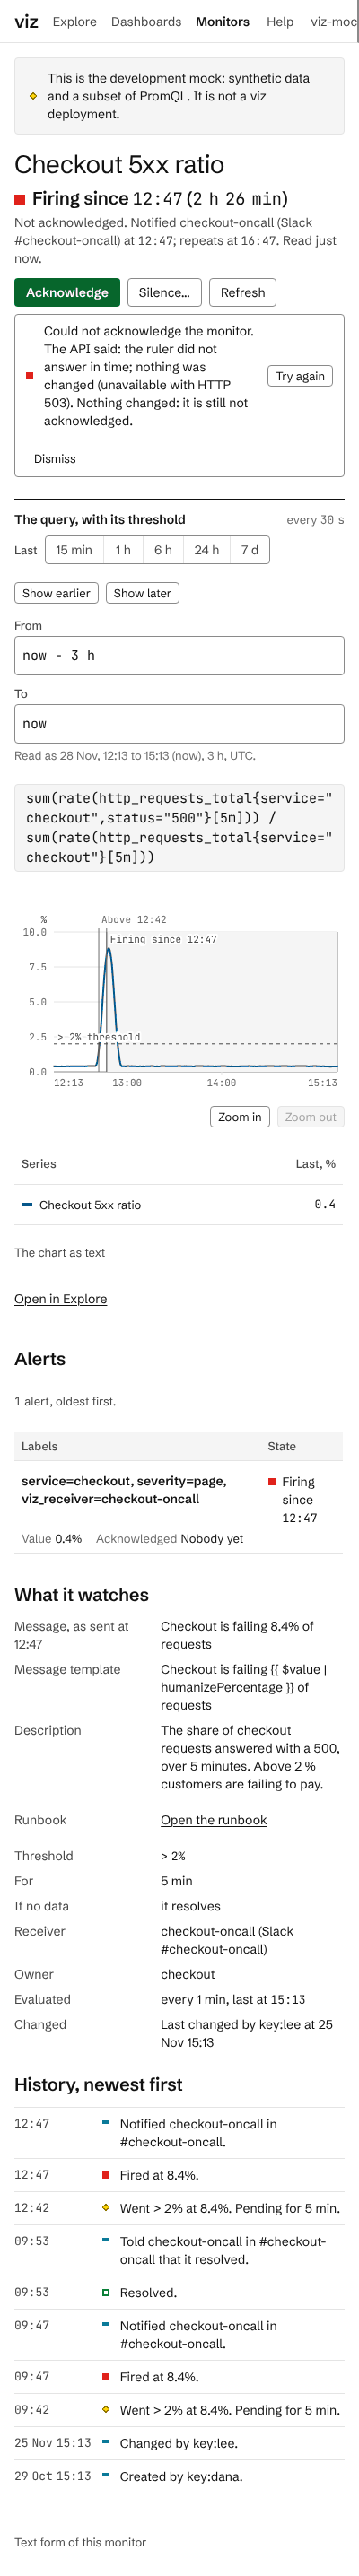 viz Explore Dashboards Monitors Help viz-moc
This is the development mock: synthetic data
and a subset of PromQL. It is not a viz
deployment.
Checkout 5xx ratio
Firing since 12:47 (2 h 26 min)
Not acknowledged. Notified checkout-oncall (Slack
#checkout-oncall) at 12:47; repeats at 16:47. Read just
now.
Acknowledge Silence... Refresh
Could not acknowledge the monitor.
The API said: the ruler did not
answer in time; nothing was
changed (unavailable with HTTP
503). Nothing changed: it is still not
acknowledged.
Try again
Dismiss
The query, with its threshold every 30 s
Last 15 min 1 h 6 h 24 h 7 d
Show earlier Show later
From
now - 3 h
To
now
Read as 28 Nov, 12:13 to 15:13 (now), 3 h, UTC.
sum(rate(http_requests_total{service="
checkout",status="500"}[5m])) /
sum(rate(http_requests_total{service="
checkout"}[5m]))
% Above 12:42
10.0 Firing since 12:47
7.5
5.0
2.5 > 2% threshold
0.0
12:13 13:00 14:00 15:13
Zoom in Zoom out
Series Last, %
Checkout 5xx ratio 0.4
The chart as text
Open in Explore
Alerts
1 alert, oldest first.
Labels State
service=checkout, severity=page,
viz_receiver=checkout-oncall
Firing
since
12:47
Value 0.4% Acknowledged Nobody yet
What it watches
Message, as sent at
12:47
Checkout is failing 8.4% of
requests
Message template Checkout is failing {{ $value |
humanizePercentage }} of
requests
Description The share of checkout
requests answered with a 500,
over 5 minutes. Above 2 %
customers are failing to pay.
Runbook Open the runbook
Threshold > 2%
For 5 min
If no data it resolves
Receiver checkout-oncall (Slack
#checkout-oncall)
Owner checkout
Evaluated every 1 min, last at 15:13
Changed Last changed by key:lee at 25
Nov 15:13
History, newest first
12:47 Notified checkout-oncall in
#checkout-oncall.
12:47 Fired at 8.4%.
12:42 Went > 2% at 8.4%. Pending for 5 min.
09:53 Told checkout-oncall in #checkout-
oncall that it resolved.
09:53 Resolved.
09:47 Notified checkout-oncall in
#checkout-oncall.
09:47 Fired at 8.4%.
09:42 Went > 2% at 8.4%. Pending for 5 min.
25 Nov 15:13 Changed by key:lee.
29 Oct 15:13 Created by key:dana.
Text form of this monitor